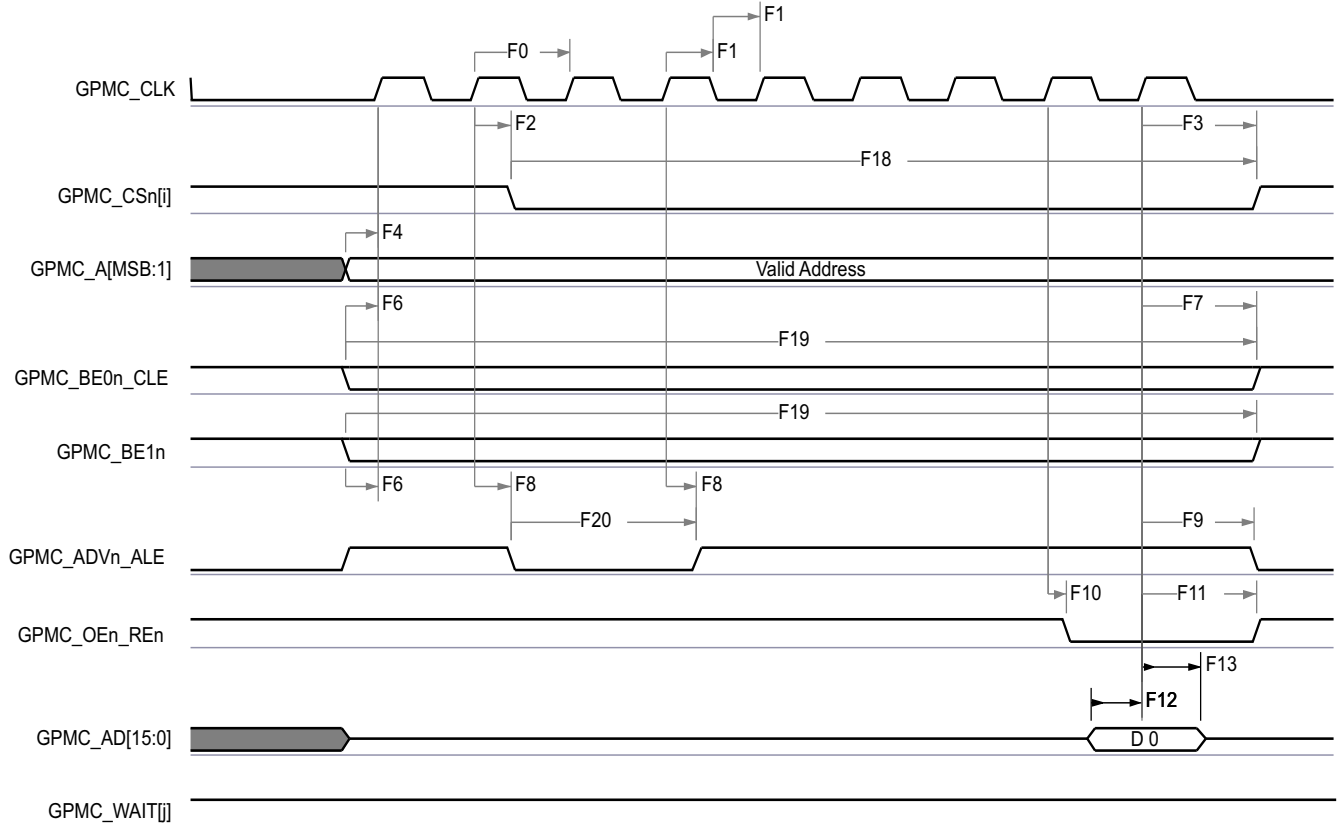 F1
F0
F1
GPMC_CLK
F2
F3
F18
GPMC_CSn[i]
F4
GPMC_A[MSB:1]
Valid Address
F6
F7
F19
GPMC_BE0n_CLE
F19
GPMC_BE1n
F6
F8
F8
F20
F9
GPMC_ADVn_ALE
F10
F11
GPMC_OEn_REn
F13
F12
GPMC_AD[15:0]
D 0
GPMC_WAIT[j]